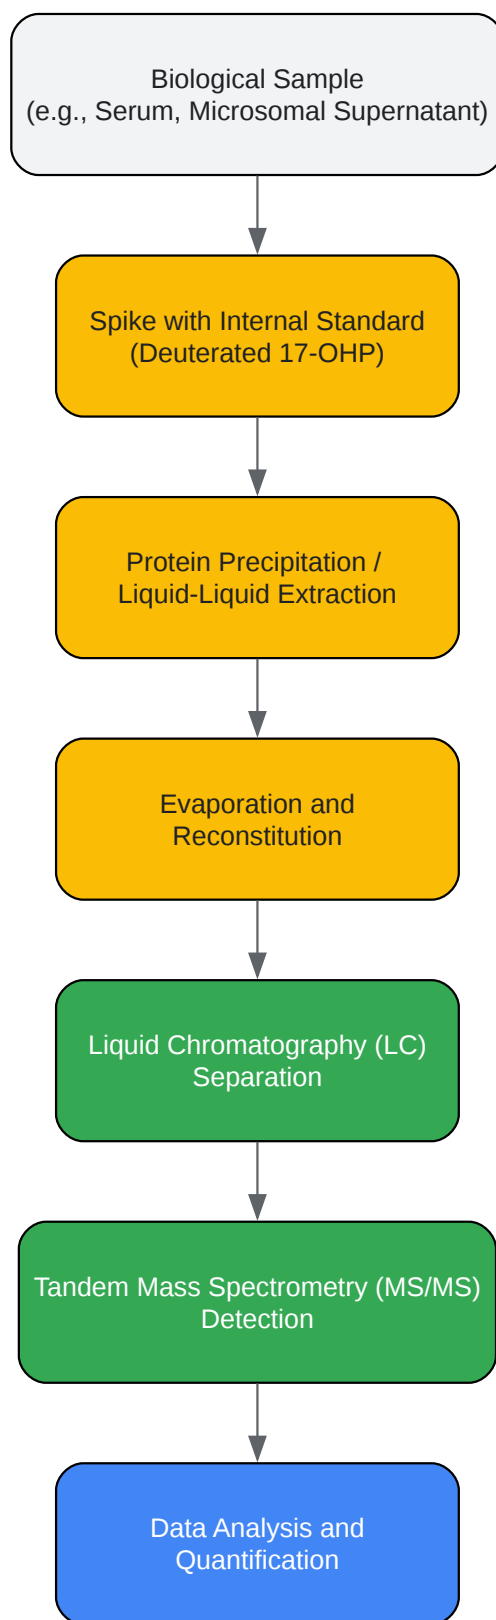 Biological Sample
(e.g., Serum, Microsomal Supernatant)
Spike with Internal Standard
(Deuterated 17-OHP)
Protein Precipitation /
Liquid-Liquid Extraction
Evaporation and
Reconstitution
Liquid Chromatography (LC)
Separation
Tandem Mass Spectrometry (MS/MS)
Detection
Data Analysis and
Quantification